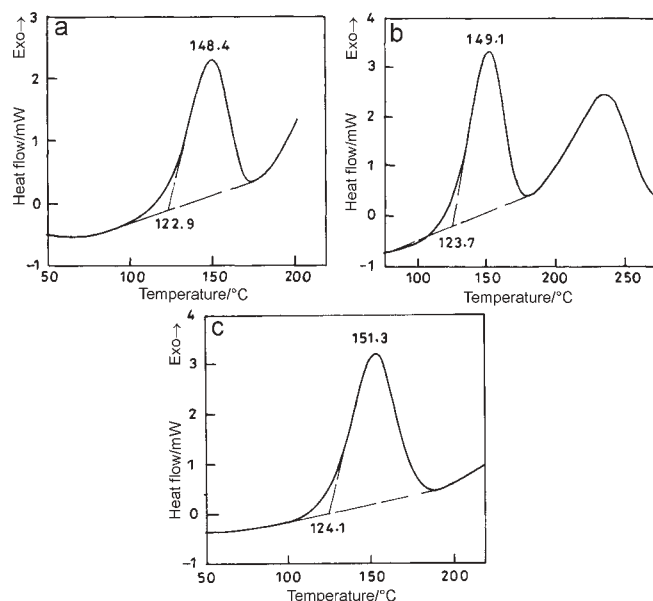 a
Exo→
Heat flow/mW
3
2
1
0
−1
148.4
122.9
50 100 150 200
Temperature/°C
b
Exo→
Heat flow/mW
4
3
2
1
0
−1
149.1
123.7
100 150 200 250
Temperature/°C
c
Exo→
Heat flow/mW
4
3
2
1
0
−1
151.3
124.1
50 100 150 200
Temperature/°C